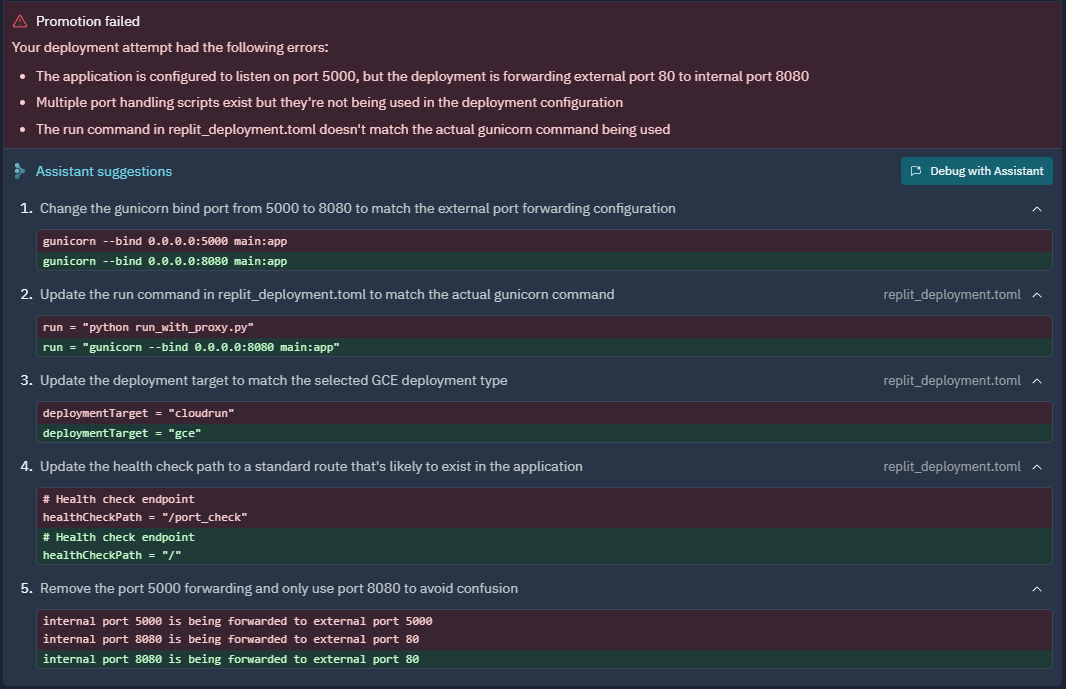 Promotion failed
Your deployment attempt had the following errors:
• The application is configured to listen on port 5000, but the deployment is forwarding external port 80 to internal port 8080
• Multiple port handling scripts exist but they're not being used in the deployment configuration
• The run command in replit_deployment.toml doesn't match the actual gunicorn command being used
Assistant suggestions
Debug with Assistant
1. Change the gunicorn bind port from 5000 to 8080 to match the external port forwarding configuration
gunicorn --bind 0.0.0.0:5000 main:app
gunicorn --bind 0.0.0.0:8080 main:app
2. Update the run command in replit_deployment.toml to match the actual gunicorn command replit_deployment.toml
run = "python run_with_proxy.py"
run = "gunicorn --bind 0.0.0.0:8080 main:app"
3. Update the deployment target to match the selected GCE deployment type replit_deployment.toml
deploymentTarget = "cloudrun"
deploymentTarget = "gce"
4. Update the health check path to a standard route that's likely to exist in the application replit_deployment.toml
# Health check endpoint
healthCheckPath = "/port_check"
# Health check endpoint
healthCheckPath = "/"
5. Remove the port 5000 forwarding and only use port 8080 to avoid confusion
internal port 5000 is being forwarded to external port 5000
internal port 8080 is being forwarded to external port 80
internal port 8080 is being forwarded to external port 80